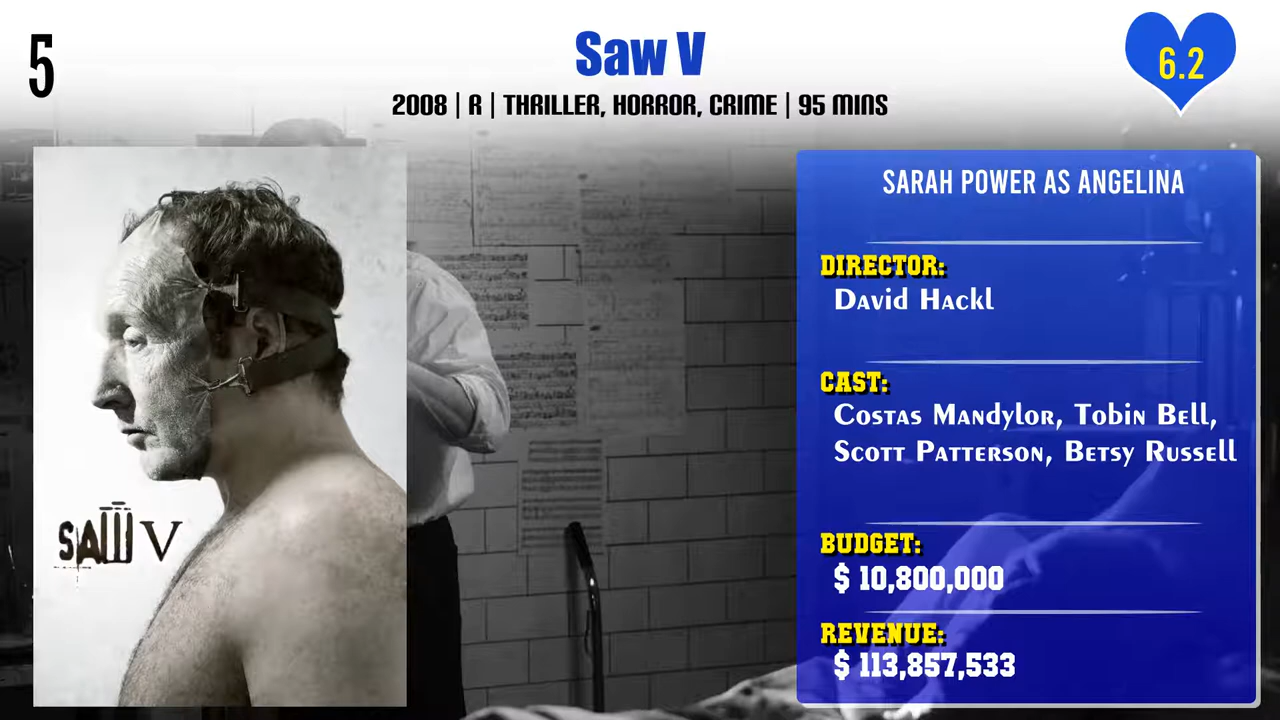 5
Saw V
6.2
2008 | R | THRILLER, HORROR, CRIME | 95 MINS
SAW V
SARAH POWER AS ANGELINA
DIRECTOR:
David Hackl
CAST:
Costas Mandylor, Tobin Bell,
Scott Patterson, Betsy Russell
BUDGET:
$ 10,800,000
REVENUE:
$ 113,857,533